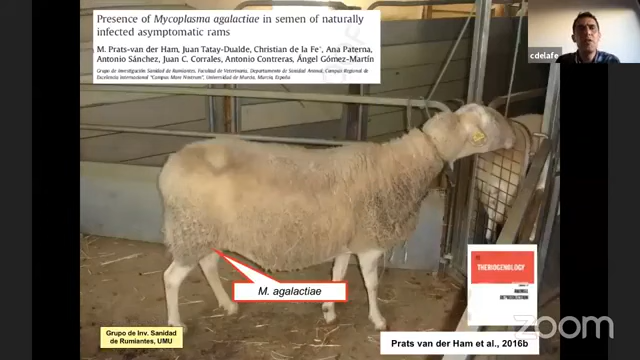 Presence of Mycoplasma agalactiae in semen of naturally
infected asymptomatic rams
M. Prats-van der Ham, Juan Tatay-Dualde, Christian de la Fe*, Ana Paterna,
Antonio Sánchez, Juan C. Corrales, Antonio Contreras, Ángel Gómez-Martín
Grupo de Investigación Sanidad de Rumiantes, Facultad de Veterinaria, Departamento de Sanidad Animal, Campus Regional de
Excelencia Internacional "Campus Mare Nostrum", Universidad de Murcia, Murcia, España
cdelafe
M. agalactiae
THERIOGENOLOGY
ANIMAL
REPRODUCTION
Grupo de Inv. Sanidad
de Rumiantes, UMU
Prats van der Ham et al., 2016b
zoom